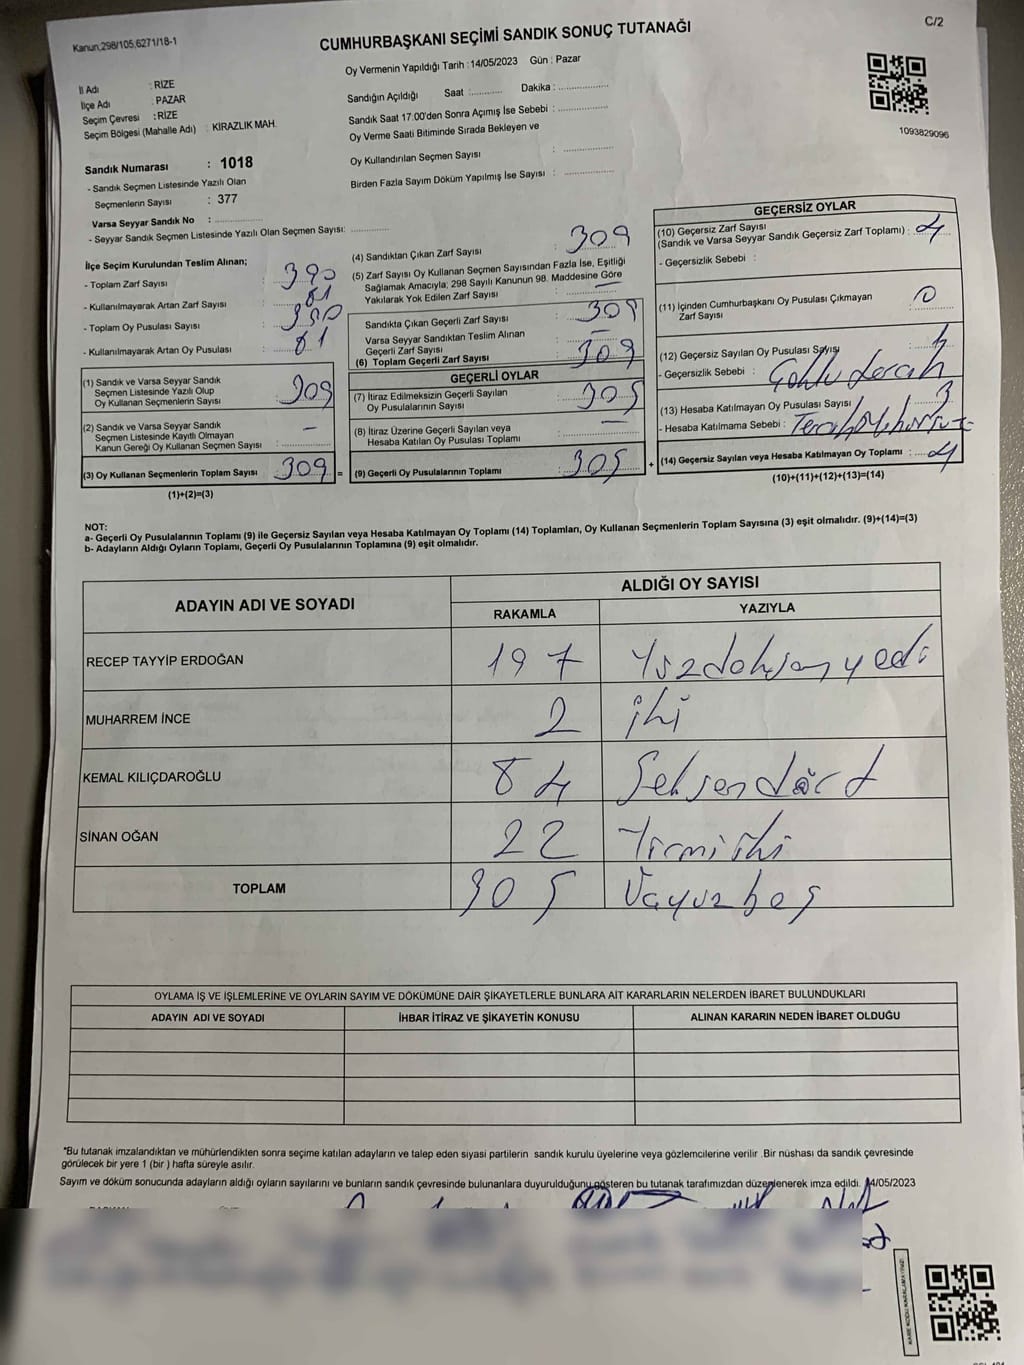 Kanun;298/105;6271/18-1
C/2
CUMHURBAŞKANI SEÇİMİ SANDIK SONUÇ TUTANAĞI
Oy Vermenin Yapıldığı Tarih :14/05/2023 Gün : Pazar
İl Adı : RİZE
İlçe Adı : PAZAR
Seçim Çevresi : RİZE
Seçim Bölgesi (Mahalle Adı) : KİRAZLIK MAH.
Sandığın Açıldığı Saat :........... Dakika : ..................
Sandık Saat 17.00'den Sonra Açımış İse Sebebi : ..................
Oy Verme Saati Bitiminde Sırada Bekleyen ve
Oy Kullandırılan Seçmen Sayısı : ..................
Birden Fazla Sayım Döküm Yapılmış İse Sayısı : ..................
1093829096
Sandık Numarası : 1018
- Sandık Seçmen Listesinde Yazılı Olan
Seçmenlerin Sayısı : 377
Varsa Seyyar Sandık No : ..................
- Seyyar Sandık Seçmen Listesinde Yazılı Olan Seçmen Sayısı: ..............
İlçe Seçim Kurulundan Teslim Alınan;
- Toplam Zarf Sayısı : 390
- Kullanılmayarak Artan Zarf Sayısı : 81
- Toplam Oy Pusulası Sayısı : 390
- Kullanılmayarak Artan Oy Pusulası : 81
(1) Sandık ve Varsa Seyyar Sandık
Seçmen Listesinde Yazılı Olup
Oy Kullanan Seçmenlerin Sayısı : 309
(2) Sandık ve Varsa Seyyar Sandık
Seçmen Listesinde Kayıtlı Olmayan
Kanun Gereği Oy Kullanan Seçmen Sayısı : –
(3) Oy Kullanan Seçmenlerin Toplam Sayısı : 309 =
(1)+(2)=(3)
(4) Sandıktan Çıkan Zarf Sayısı : 309
(5) Zarf Sayısı Oy Kullanan Seçmen Sayısından Fazla İse, Eşitliği
Sağlamak Amacıyla; 298 Sayılı Kanunun 98. Maddesine Göre
Yakılarak Yok Edilen Zarf Sayısı : —
Sandıkta Çıkan Geçerli Zarf Sayısı : 309
Varsa Seyyar Sandıktan Teslim Alınan
Geçerli Zarf Sayısı : —
(6) Toplam Geçerli Zarf Sayısı : 309
GEÇERLİ OYLAR
(7) İtiraz Edilmeksizin Geçerli Sayılan
Oy Pusulalarının Sayısı : 305
(8) İtiraz Üzerine Geçerli Sayılan veya
Hesaba Katılan Oy Pusulası Toplamı : —
(9) Geçerli Oy Pusulalarının Toplamı : 305 +
GEÇERSİZ OYLAR
(10) Geçersiz Zarf Sayısı
(Sandık ve Varsa Seyyar Sandık Geçersiz Zarf Toplamı) : 4
- Geçersizlik Sebebi :
(11) İçinden Cumhurbaşkanı Oy Pusulası Çıkmayan
Zarf Sayısı : 0
(12) Geçersiz Sayılan Oy Pusulası Sayısı :
- Geçersizlik Sebebi : Çoklu tercih
(13) Hesaba Katılmayan Oy Pusulası Sayısı : 3
- Hesaba Katılmama Sebebi :
(14) Geçersiz Sayılan veya Hesaba Katılmayan Oy Toplamı : 4
(10)+(11)+(12)+(13)=(14)
NOT:
a- Geçerli Oy Pusulalarının Toplamı (9) ile Geçersiz Sayılan veya Hesaba Katılmayan Oy Toplamı (14) Toplamları, Oy Kullanan Seçmenlerin Toplam Sayısına (3) eşit olmalıdır. (9)+(14)=(3)
b- Adayların Aldığı Oyların Toplamı, Geçerli Oy Pusulalarının Toplamına (9) eşit olmalıdır.
ADAYIN ADI VE SOYADI
ALDIĞI OY SAYISI
RAKAMLA YAZIYLA
RECEP TAYYİP ERDOĞAN 197 Yüzdoksanyedi
MUHARREM İNCE 2 iki
KEMAL KILIÇDAROĞLU 84 Seksendört
SİNAN OĞAN 22 Yirmiiki
TOPLAM 305 Üçyüzbeş
OYLAMA İŞ VE İŞLEMLERİNE VE OYLARIN SAYIM VE DÖKÜMÜNE DAİR ŞİKAYETLERLE BUNLARA AİT KARARLARIN NELERDEN İBARET BULUNDUKLARI
ADAYIN ADI VE SOYADI İHBAR İTİRAZ VE ŞİKAYETİN KONUSU ALINAN KARARIN NEDEN İBARET OLDUĞU
*Bu tutanak imzalandıktan ve mühürlendikten sonra seçime katılan adayların ve talep eden siyasi partilerin sandık kurulu üyelerine veya gözlemcilerine verilir .Bir nüshası da sandık çevresinde
görülecek bir yere 1 (bir ) hafta süreyle asılır.
Sayım ve döküm sonucunda adayların aldığı oyların sayılarını ve bunların sandık çevresinde bulunanlara duyurulduğunu gösteren bu tutanak tarafımızdan düzenlenerek imza edildi. 14/05/2023